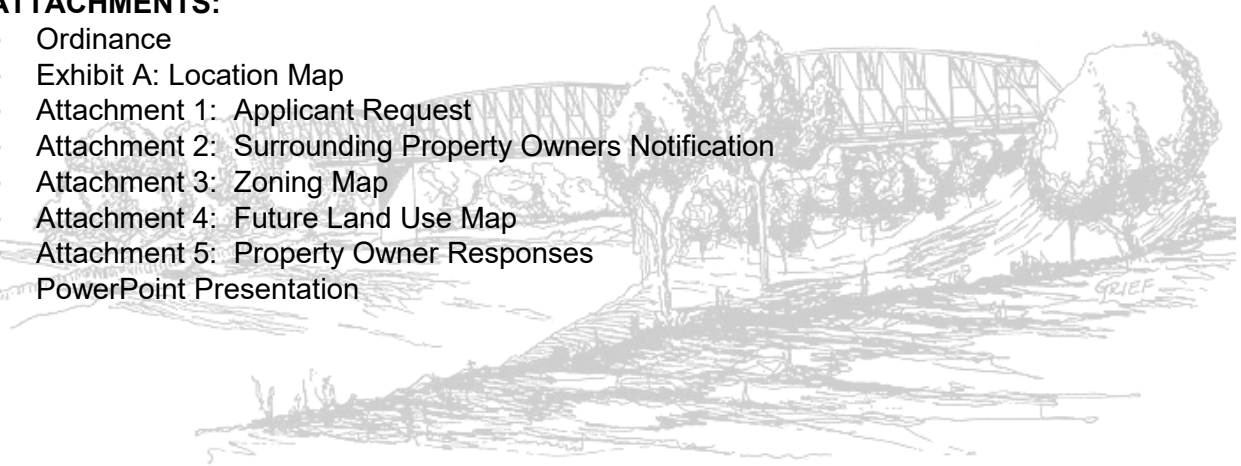 ATTACHMENTS:
Ordinance
Exhibit A: Location Map
Attachment 1: Applicant Request
Attachment 2: Surrounding Property Owners Notification
Attachment 3: Zoning Map
Attachment 4: Future Land Use Map
Attachment 5: Property Owner Responses
PowerPoint Presentation
GRIEF